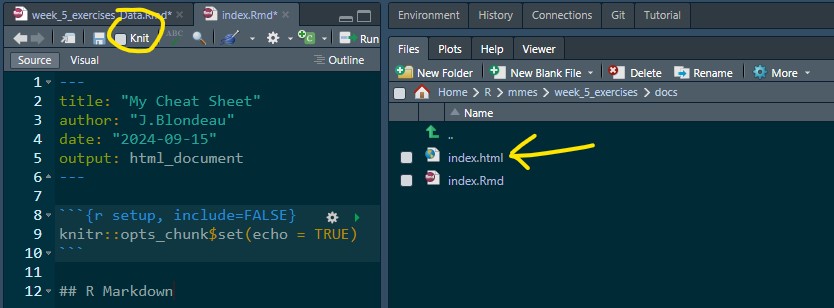 week_5_exercises_Data.Rmd* × index.Rmd* ×
Knit ABC Run
Source Visual Outline
1 ---
2 title: "My Cheat Sheet"
3 author: "J.Blondeau"
4 date: "2024-09-15"
5 output: html_document
6 ---
7
8 ```{r setup, include=FALSE}
9 knitr::opts_chunk$set(echo = TRUE)
10 ```
11
12 ## R Markdown
Environment History Connections Git Tutorial
Files Plots Help Viewer
New Folder New Blank File Delete Rename More
Home > R > mmes > week_5_exercises > docs
Name
..
index.html
index.Rmd